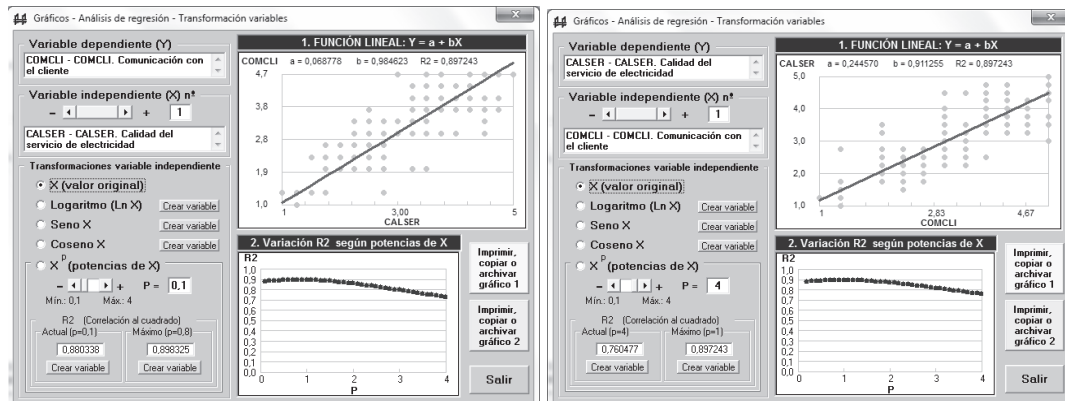 Gráficos - Análisis de regresión - Transformación variables
Variable dependiente (Y)
COMCLI - COMCLI. Comunicación con
el cliente
Variable independiente (X) nº
- + 1
CALSER - CALSER. Calidad del
servicio de electricidad
Transformaciones variable independiente
X (valor original)
Logaritmo (Ln X) Crear variable
Seno X Crear variable
Coseno X Crear variable
X p (potencias de X)
- + P = 0,1
Mín.: 0,1 Máx.: 4
R2 (Correlación al cuadrado)
Actual (p=0,1) Máximo (p=0,8)
0,880338 0,898325
Crear variable Crear variable
1. FUNCIÓN LINEAL: Y = a + bX
COMCLI a = 0,068778 b = 0,984623 R2 = 0,897243
4,7
3,8
2,8
1,9
1,0
1 3,00 5
CALSER
2. Variación R2 según potencias de X
R2
1,0
0,9
0,8
0,7
0,6
0,5
0,4
0,3
0,2
0,1
0,0
0 1 2 3 4
P
Imprimir,
copiar o
archivar
gráfico 1
Imprimir,
copiar o
archivar
gráfico 2
Salir
Gráficos - Análisis de regresión - Transformación variables
Variable dependiente (Y)
CALSER - CALSER. Calidad del
servicio de electricidad
Variable independiente (X) nº
- + 1
COMCLI - COMCLI. Comunicación con
el cliente
Transformaciones variable independiente
X (valor original)
Logaritmo (Ln X) Crear variable
Seno X Crear variable
Coseno X Crear variable
X p (potencias de X)
- + P = 4
Mín.: 0,1 Máx.: 4
R2 (Correlación al cuadrado)
Actual (p=4) Máximo (p=1)
0,760477 0,897243
Crear variable Crear variable
1. FUNCIÓN LINEAL: Y = a + bX
CALSER a = 0,244570 b = 0,911255 R2 = 0,897243
5,0
4,0
3,0
2,0
1,0
1 2,83 4,67
COMCLI
2. Variación R2 según potencias de X
R2
1,0
0,9
0,8
0,7
0,6
0,5
0,4
0,3
0,2
0,1
0,0
0 1 2 3 4
P
Imprimir,
copiar o
archivar
gráfico 1
Imprimir,
copiar o
archivar
gráfico 2
Salir